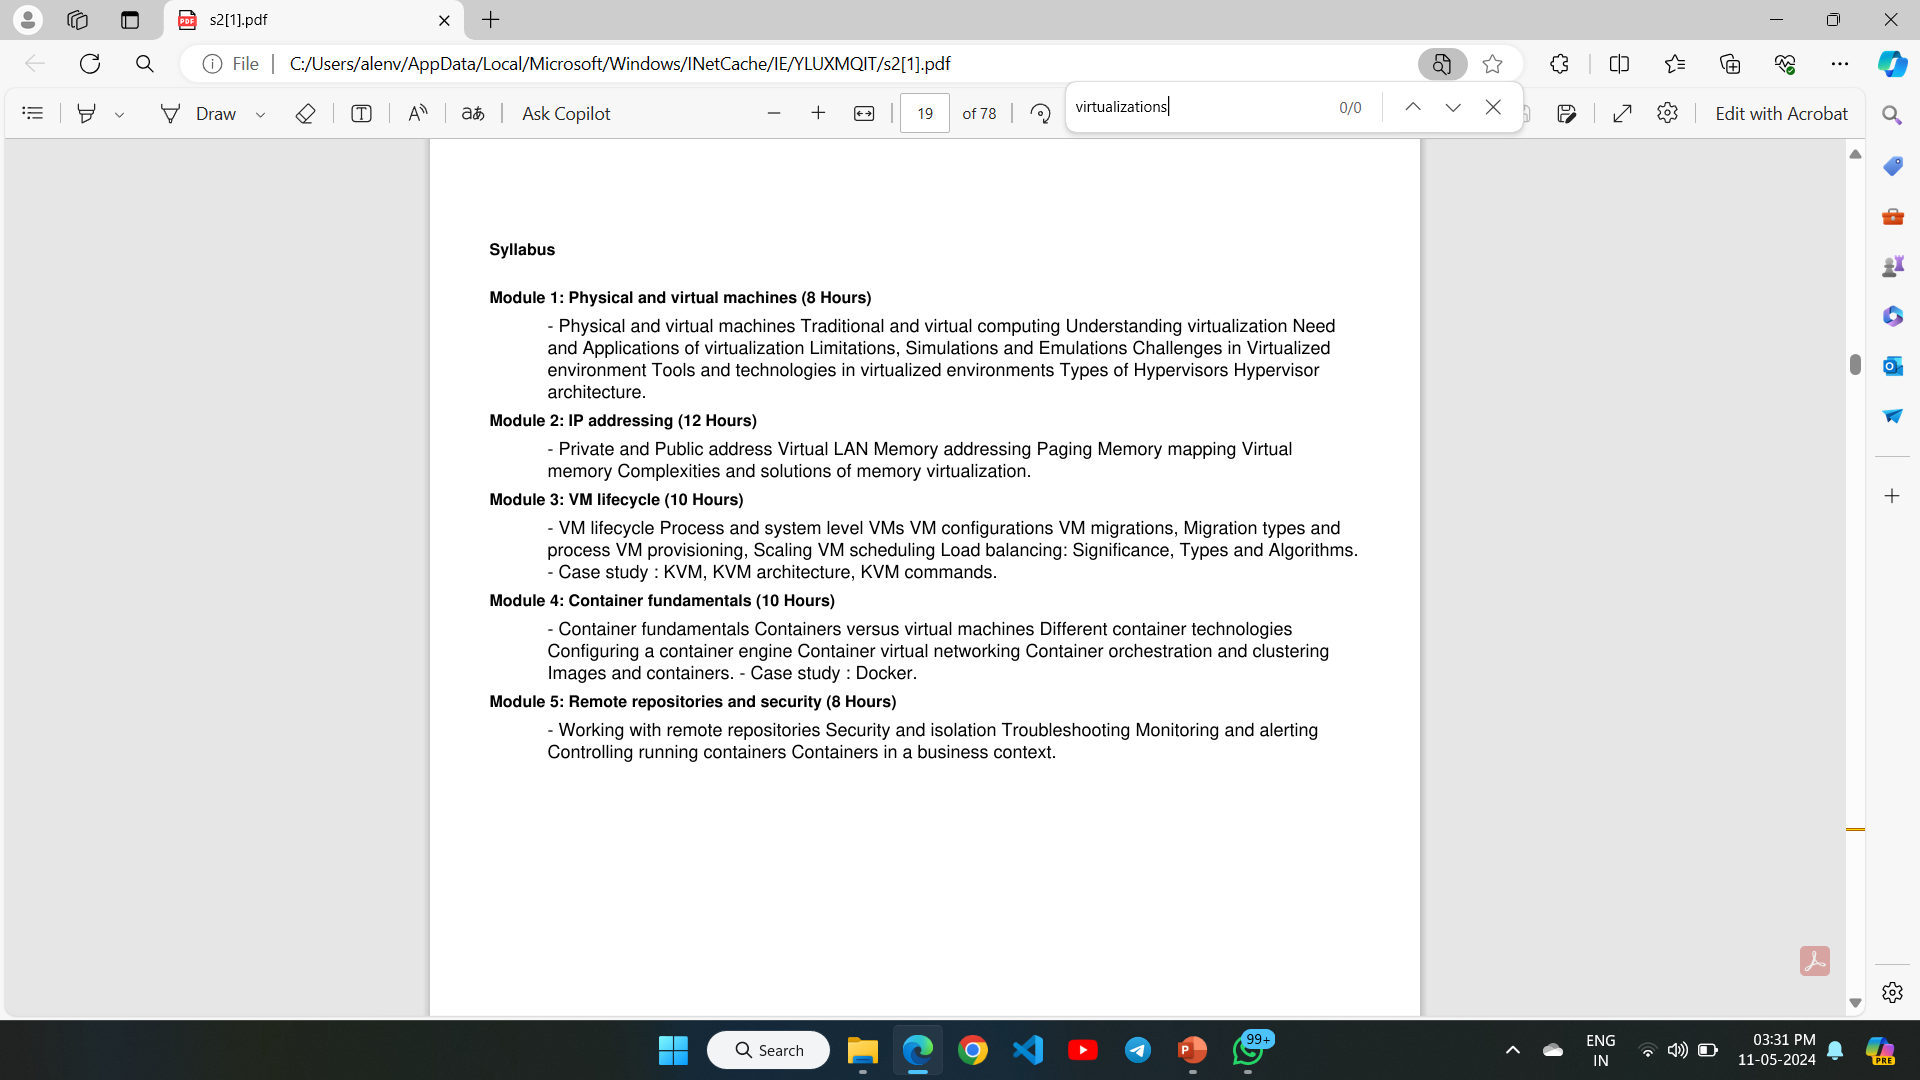 s2[1].pdf
File
C:/Users/alenv/AppData/Local/Microsoft/Windows/INetCache/IE/YLUXMQIT/s2[1].pdf
Draw
Ask Copilot
19 of 78
virtualizations 0/0
Edit with Acrobat
Syllabus
Module 1: Physical and virtual machines (8 Hours)
- Physical and virtual machines Traditional and virtual computing Understanding virtualization Need
and Applications of virtualization Limitations, Simulations and Emulations Challenges in Virtualized
environment Tools and technologies in virtualized environments Types of Hypervisors Hypervisor
architecture.
Module 2: IP addressing (12 Hours)
- Private and Public address Virtual LAN Memory addressing Paging Memory mapping Virtual
memory Complexities and solutions of memory virtualization.
Module 3: VM lifecycle (10 Hours)
- VM lifecycle Process and system level VMs VM configurations VM migrations, Migration types and
process VM provisioning, Scaling VM scheduling Load balancing: Significance, Types and Algorithms.
- Case study : KVM, KVM architecture, KVM commands.
Module 4: Container fundamentals (10 Hours)
- Container fundamentals Containers versus virtual machines Different container technologies
Configuring a container engine Container virtual networking Container orchestration and clustering
Images and containers. - Case study : Docker.
Module 5: Remote repositories and security (8 Hours)
- Working with remote repositories Security and isolation Troubleshooting Monitoring and alerting
Controlling running containers Containers in a business context.
Search
99+
ENG
IN
03:31 PM
11-05-2024
PRE